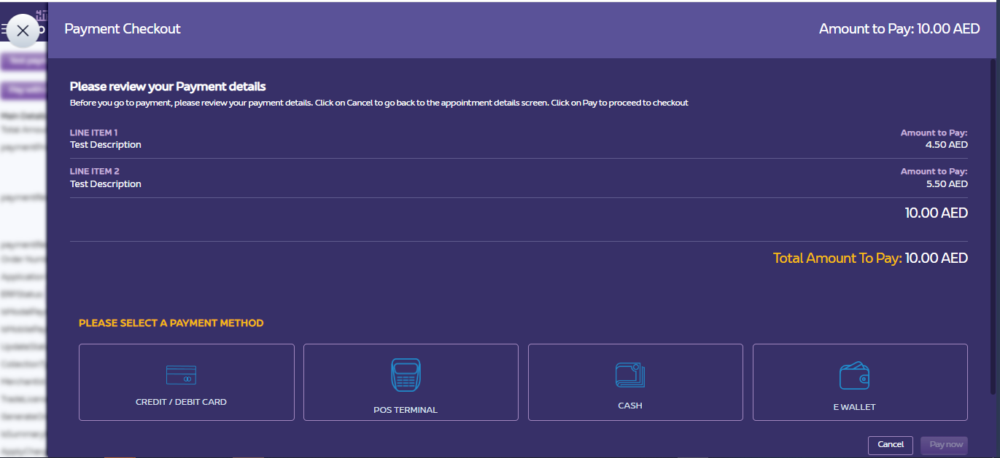 Payment Checkout
Amount to Pay: 10.00 AED
Please review your Payment details
Before you go to payment, please review your payment details. Click on Cancel to go back to the appointment details screen. Click on Pay to proceed to checkout
LINE ITEM 1
Amount to Pay:
Test Description
4.50 AED
LINE ITEM 2
Amount to Pay:
Test Description
5.50 AED
10.00 AED
Total Amount To Pay: 10.00 AED
PLEASE SELECT A PAYMENT METHOD
CREDIT / DEBIT CARD
POS TERMINAL
CASH
E WALLET
Cancel
Pay now